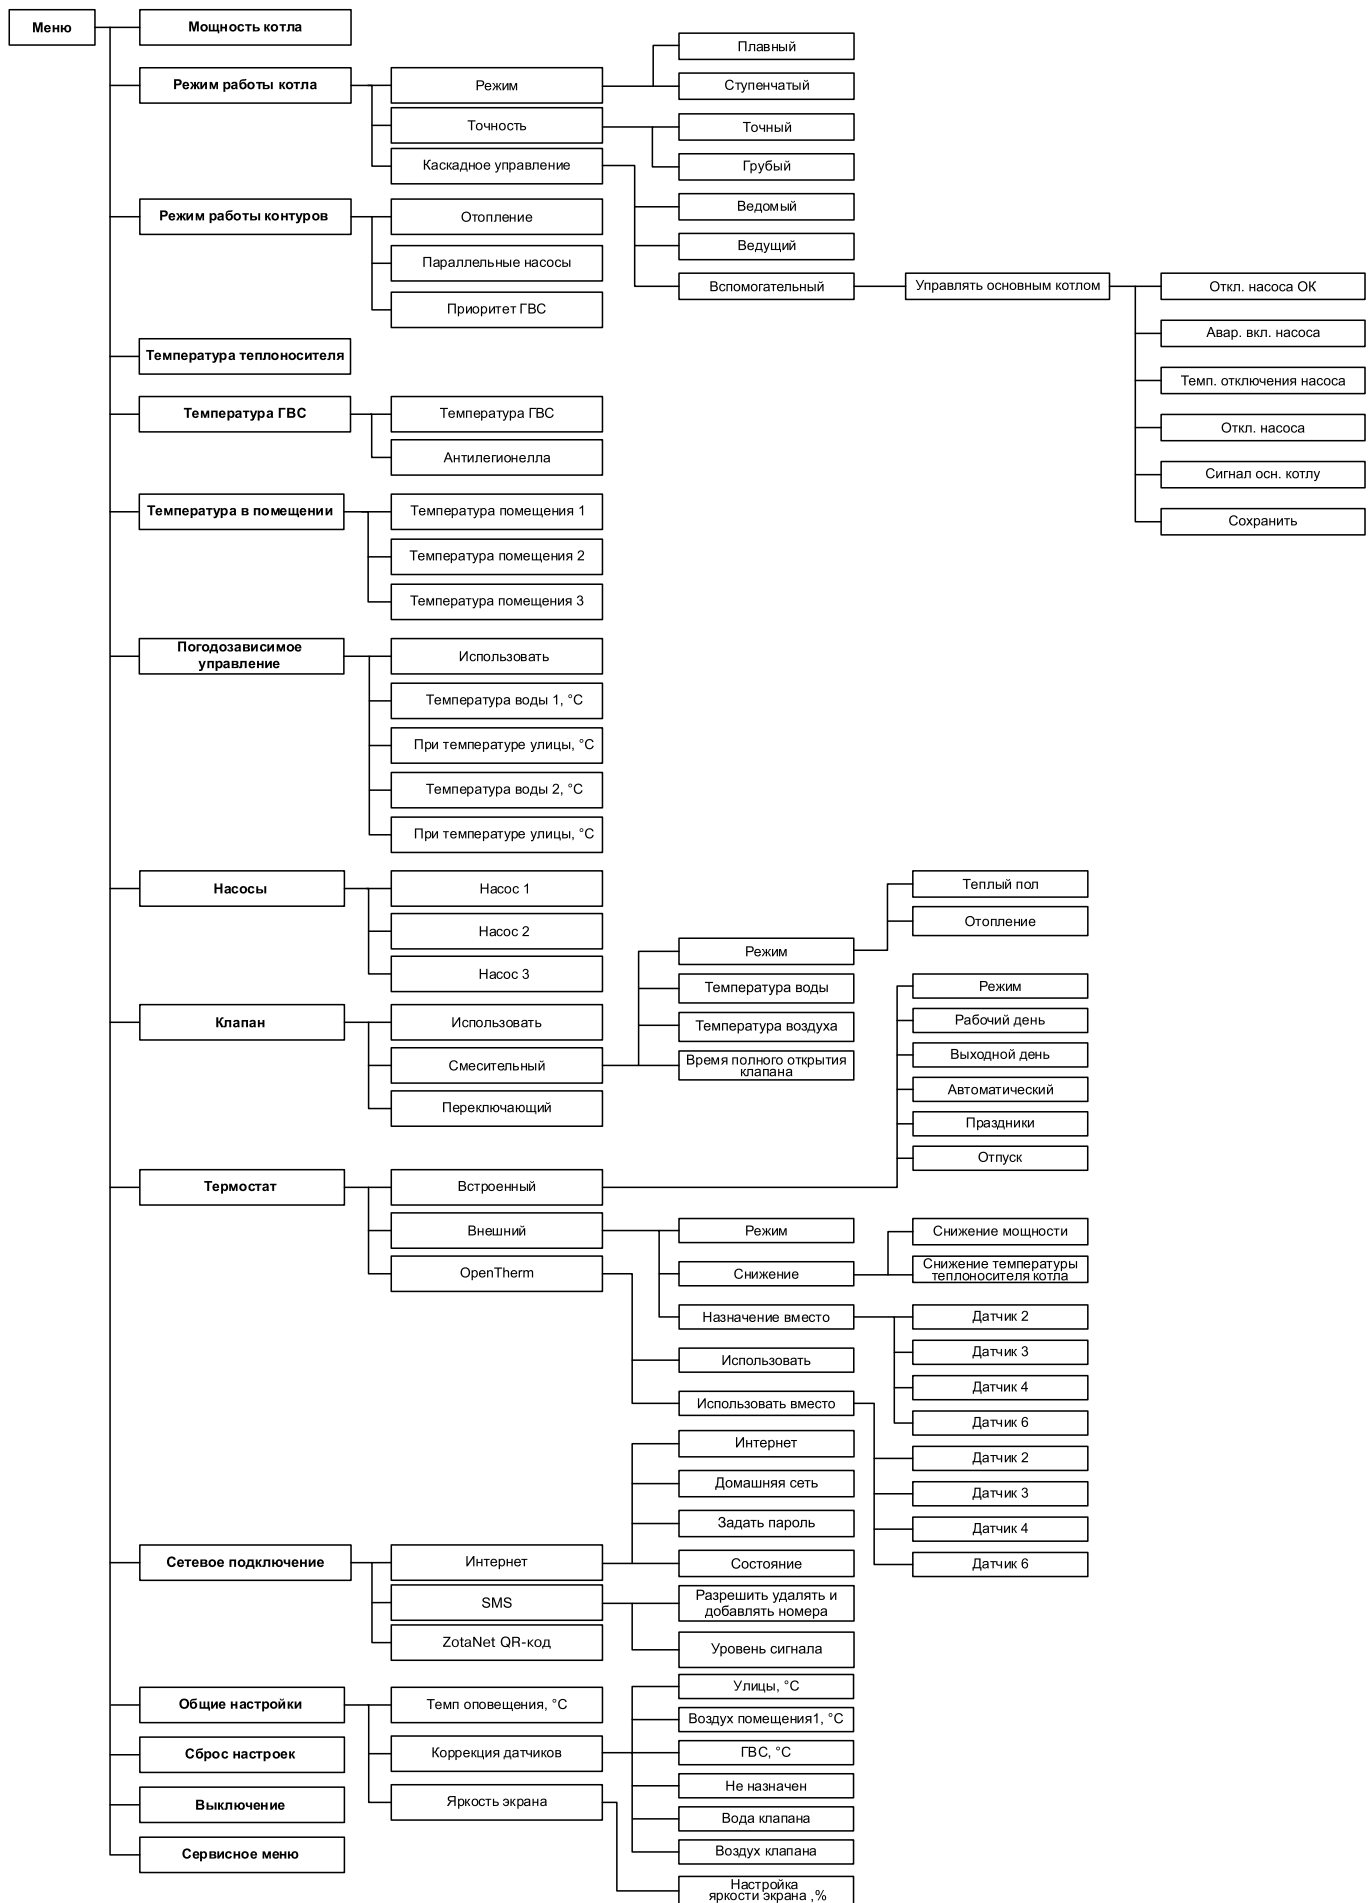 Меню
Мощность котла
Режим работы котла
Режим
Плавный
Ступенчатый
Точность
Точный
Грубый
Каскадное управление
Ведомый
Ведущий
Вспомогательный
Управлять основным котлом
Откл. насоса ОК
Авар. вкл. насоса
Темп. отключения насоса
Откл. насоса
Сигнал осн. котлу
Сохранить
Режим работы контуров
Отопление
Параллельные насосы
Приоритет ГВС
Температура теплоносителя
Температура ГВС
Температура ГВС
Антилегионелла
Температура в помещении
Температура помещения 1
Температура помещения 2
Температура помещения 3
Погодозависимое
управление
Использовать
Температура воды 1, °С
При температуре улицы, °С
Температура воды 2, °С
При температуре улицы, °С
Насосы
Насос 1
Насос 2
Насос 3
Клапан
Использовать
Смесительный
Режим
Теплый пол
Отопление
Температура воды
Температура воздуха
Время полного открытия
клапана
Переключающий
Термостат
Встроенный
Режим
Рабочий день
Выходной день
Автоматический
Праздники
Отпуск
Внешний
Режим
Снижение
Снижение мощности
Снижение температуры
теплоносителя котла
Назначение вместо
Датчик 2
Датчик 3
Датчик 4
Датчик 6
OpenTherm
Использовать
Использовать вместо
Датчик 2
Датчик 3
Датчик 4
Датчик 6
Сетевое подключение
Интернет
Интернет
Домашняя сеть
Задать пароль
Состояние
SMS
Разрешить удалять и
добавлять номера
Уровень сигнала
ZotaNet QR-код
Общие настройки
Темп оповещения, °С
Коррекция датчиков
Улицы, °С
Воздух помещения1, °С
ГВС, °С
Не назначен
Вода клапана
Воздух клапана
Яркость экрана
Настройка
яркости экрана ,%
Сброс настроек
Выключение
Сервисное меню